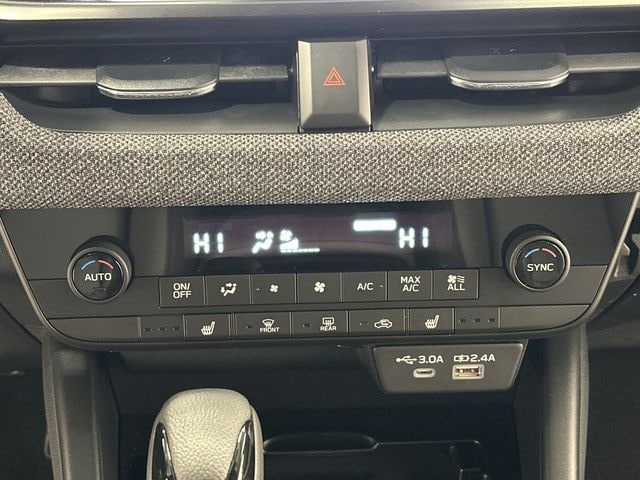 HI HI
AUTO SYNC
ON/
OFF
A/C
MAX
A/C
ALL
FRONT
REAR
3.0A 2.4A